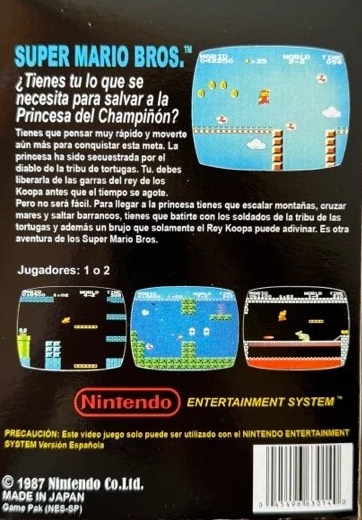 SUPER MARIO BROS.™
¿Tienes tu lo que se
necesita para salvar a la
Princesa del Champiñón?
Tienes que pensar muy rápido y moverte
aún más para conquistar esta meta. La
princesa ha sido secuestrada por el
diablo de la tribu de tortugas. Tu. debes
liberarla de las garras del rey de los
Koopa antes que el tiempo se agote.
Pero no será fácil. Para llegar a la princesa tienes que escalar montañas, cruzar
mares y saltar barrancos, tienes que batirte con los soldados de la tribu de las
tortugas y además un brujo que solamente el Rey Koopa puede adivinar. Es otra
aventura de los Super Mario Bros.
MARIO WORLD TIME
Jugadores: 1 o 2
Nintendo ENTERTAINMENT SYSTEM™
PRECAUCIÓN: Este video juego solo puede ser utilizado con el NINTENDO ENTERTAINMENT
SYSTEM Versión Española
© 1987 Nintendo Co.Ltd.
MADE IN JAPAN
Game Pak (NES-SP)